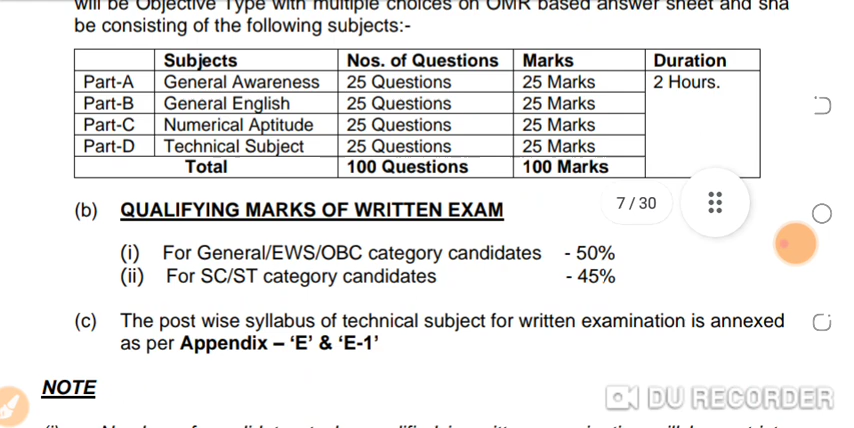 will be Objective Type with multiple choices on OMR based answer sheet and sha
be consisting of the following subjects:-
Subjects Nos. of Questions Marks Duration
Part-A General Awareness 25 Questions 25 Marks 2 Hours.
Part-B General English 25 Questions 25 Marks
Part-C Numerical Aptitude 25 Questions 25 Marks
Part-D Technical Subject 25 Questions 25 Marks
Total 100 Questions 100 Marks
(b) QUALIFYING MARKS OF WRITTEN EXAM
7 / 30
(i) For General/EWS/OBC category candidates - 50%
(ii) For SC/ST category candidates - 45%
(c) The post wise syllabus of technical subject for written examination is annexed
as per Appendix – ‘E’ & ‘E-1’
NOTE
DU RECORDER